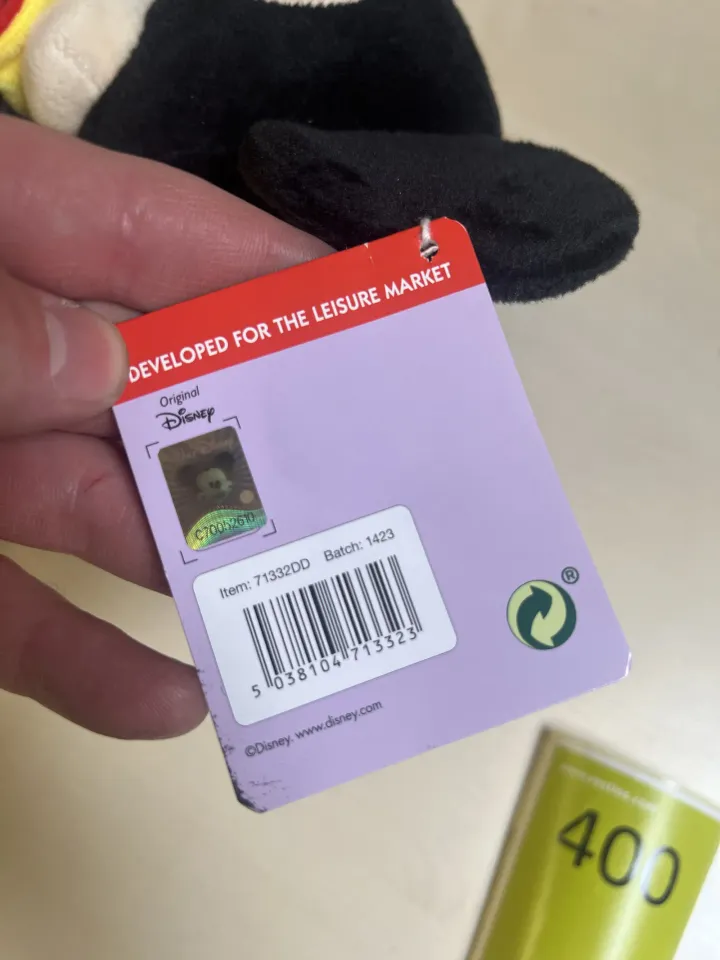 DEVELOPED FOR THE LEISURE MARKET
Original
Disney
Item: 71332DD Batch: 1423
5 038104 713323
®
©Disney. www.disney.com
400